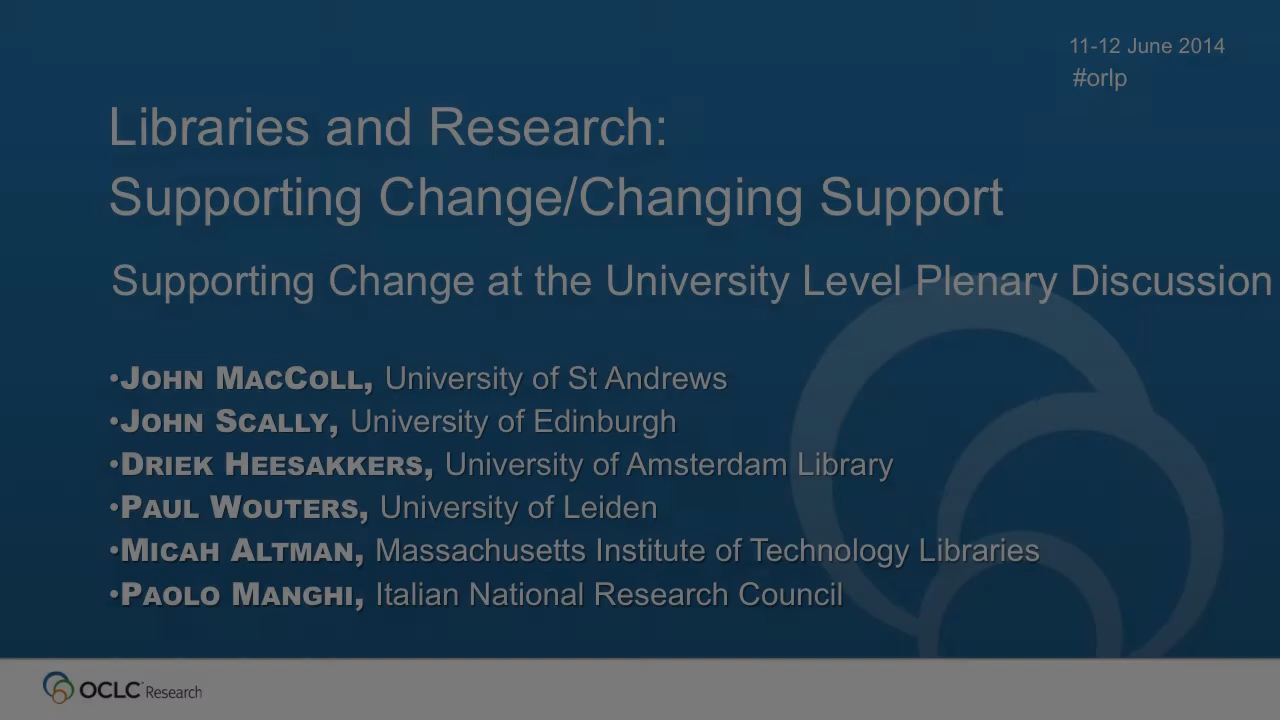 11-12 June 2014
#orlp
Libraries and Research:
Supporting Change/Changing Support
Supporting Change at the University Level Plenary Discussion
•JOHN MACCOLL, University of St Andrews
•JOHN SCALLY, University of Edinburgh
•DRIEK HEESAKKERS, University of Amsterdam Library
•PAUL WOUTERS, University of Leiden
•MICAH ALTMAN, Massachusetts Institute of Technology Libraries
•PAOLO MANGHI, Italian National Research Council
OCLC Research